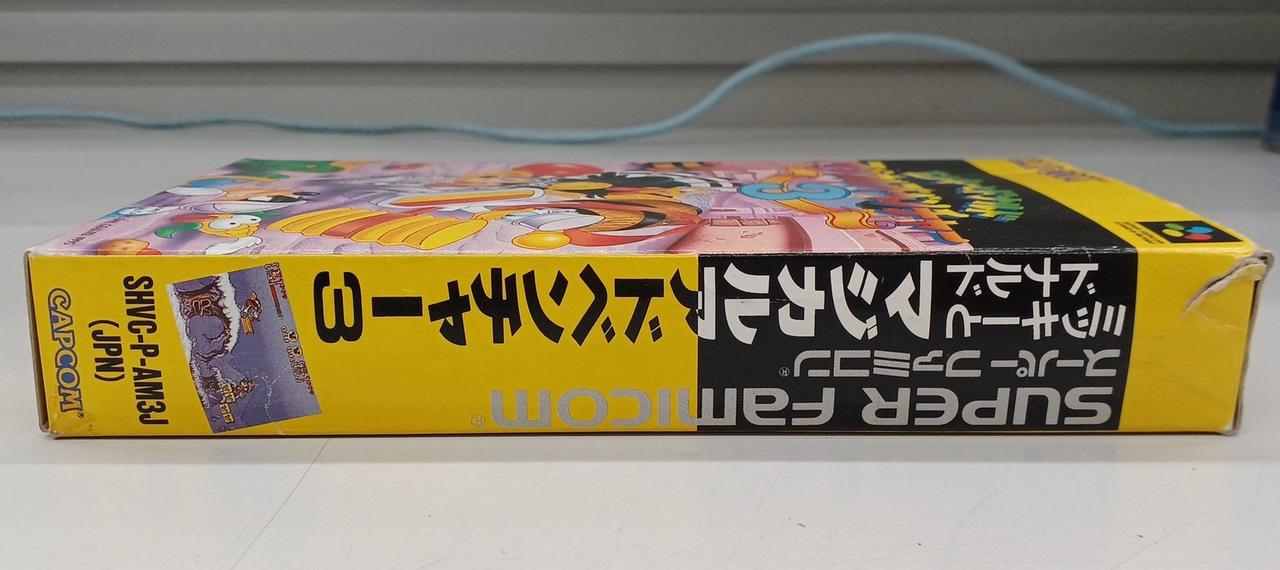 SUPER Famicom®
スーパーファミコン®
ミッキーと
ドナルド
マジカル
アドベンチャー3
SHVC-P-AM3J
(JPN)
CAPCOM®